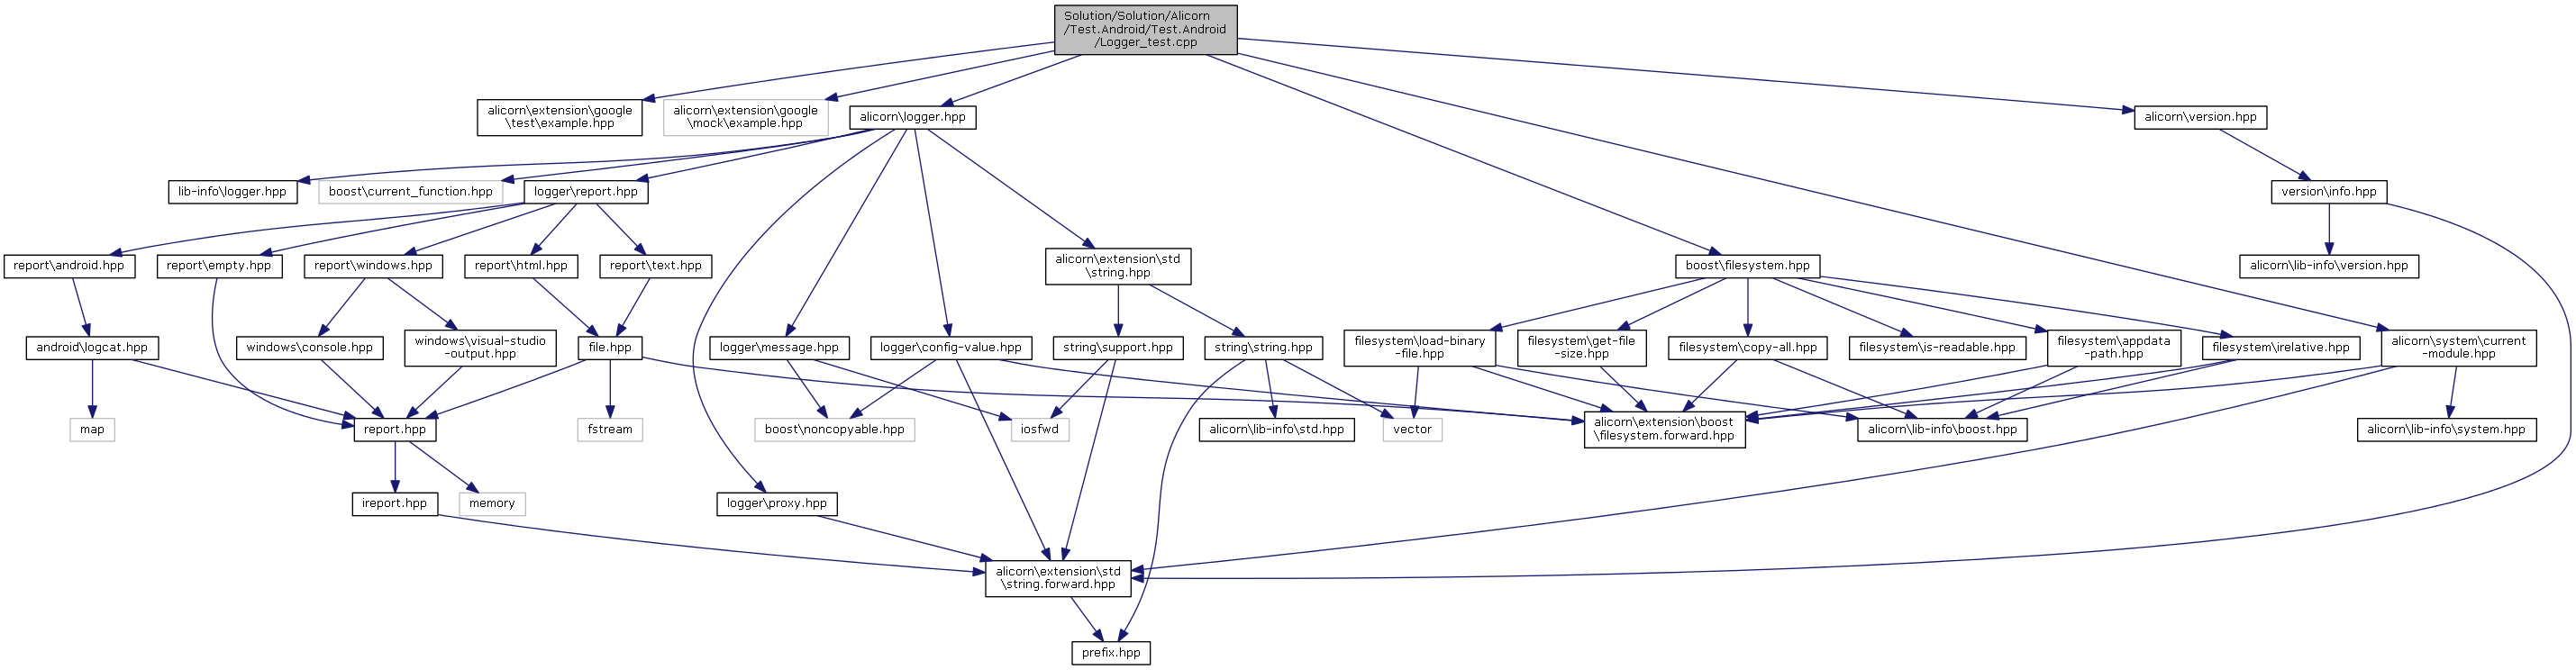 Solution/Solution/Alicorn
/Test.Android/Test.Android
/Logger_test.cpp
alicorn\extension\google
\test\example.hpp
alicorn\extension\google
\mock\example.hpp
alicorn\logger.hpp
alicorn\version.hpp
lib-info\logger.hpp
boost\current_function.hpp
logger\report.hpp
version\info.hpp
report\android.hpp
report\empty.hpp
report\windows.hpp
report\html.hpp
report\text.hpp
alicorn\extension\std
\string.hpp
boost\filesystem.hpp
alicorn\lib-info\version.hpp
android\logcat.hpp
windows\console.hpp
windows\visual-studio
-output.hpp
file.hpp
logger\message.hpp
logger\config-value.hpp
string\support.hpp
string\string.hpp
filesystem\load-binary
-file.hpp
filesystem\get-file
-size.hpp
filesystem\copy-all.hpp
filesystem\is-readable.hpp
filesystem\appdata
-path.hpp
filesystem\irelative.hpp
alicorn\system\current
-module.hpp
map
report.hpp
fstream
boost\noncopyable.hpp
iosfwd
alicorn\lib-info\std.hpp
vector
alicorn\extension\boost
\filesystem.forward.hpp
alicorn\lib-info\boost.hpp
alicorn\lib-info\system.hpp
ireport.hpp
memory
logger\proxy.hpp
alicorn\extension\std
\string.forward.hpp
prefix.hpp